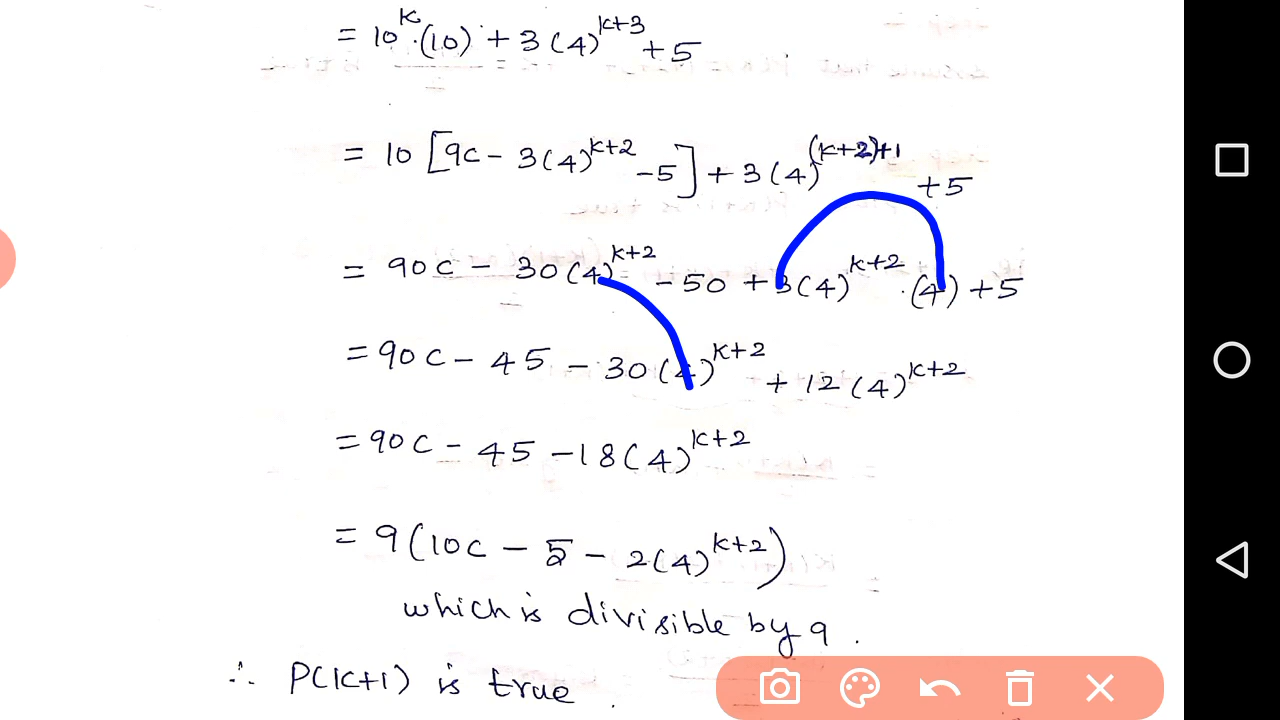 = 10^k.(10) + 3(4)^k+3 + 5
= 10 [9c - 3(4)^k+2 - 5] + 3(4)^(k+2)+1 + 5
= 90c - 30(4)^k+2 - 50 + 3(4)^k+2 .(4) + 5
= 90c - 45 - 30(4)^k+2 + 12(4)^k+2
= 90c - 45 - 18(4)^k+2
= 9(10c - 5 - 2(4)^k+2)
which is divisible by 9.
∴ P(k+1) is true.